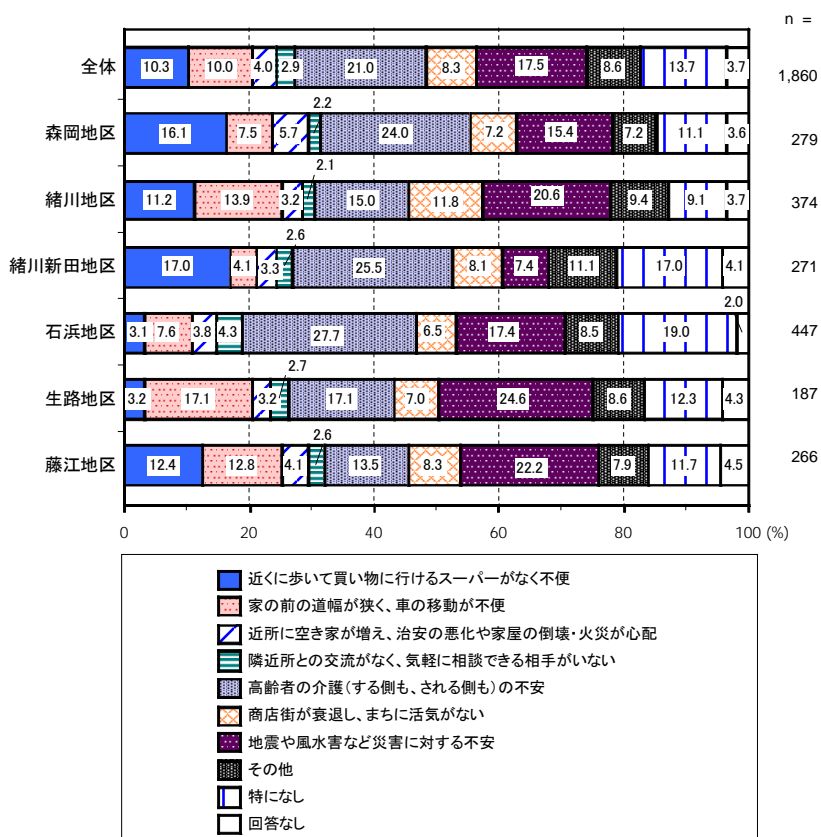 n =
全体 10.3 10.0 4.0 2.9 21.0 8.3 17.5 8.6 13.7 3.7 1,860
2.2
森岡地区 16.1 7.5 5.7 24.0 7.2 15.4 7.2 11.1 3.6 279
2.1
緒川地区 11.2 13.9 3.2 15.0 11.8 20.6 9.4 9.1 3.7 374
2.6
緒川新田地区 17.0 4.1 3.3 25.5 8.1 7.4 11.1 17.0 4.1 271
2.0
石浜地区 3.1 7.6 3.8 4.3 27.7 6.5 17.4 8.5 19.0 447
2.7
生路地区 3.2 17.1 3.2 17.1 7.0 24.6 8.6 12.3 4.3 187
2.6
藤江地区 12.4 12.8 4.1 13.5 8.3 22.2 7.9 11.7 4.5 266
0 20 40 60 80 100 (%)
近くに歩いて買い物に行けるスーパーがなく不便
家の前の道幅が狭く、車の移動が不便
近所に空き家が増え、治安の悪化や家屋の倒壊・火災が心配
隣近所との交流がなく、気軽に相談できる相手がいない
高齢者の介護（する側も、される側も）の不安
商店街が衰退し、まちに活気がない
地震や風水害など災害に対する不安
その他
特になし
回答なし